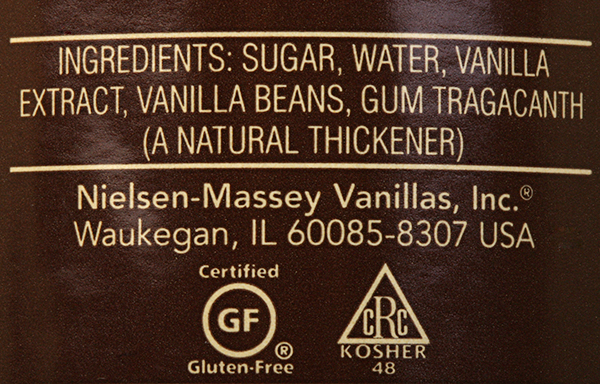 INGREDIENTS: SUGAR, WATER, VANILLA
EXTRACT, VANILLA BEANS, GUM TRAGACANTH
(A NATURAL THICKENER)
Nielsen-Massey Vanillas, Inc.®
Waukegan, IL 60085-8307 USA
Certified
GF
®
Gluten-Free
cRc
KOSHER
48